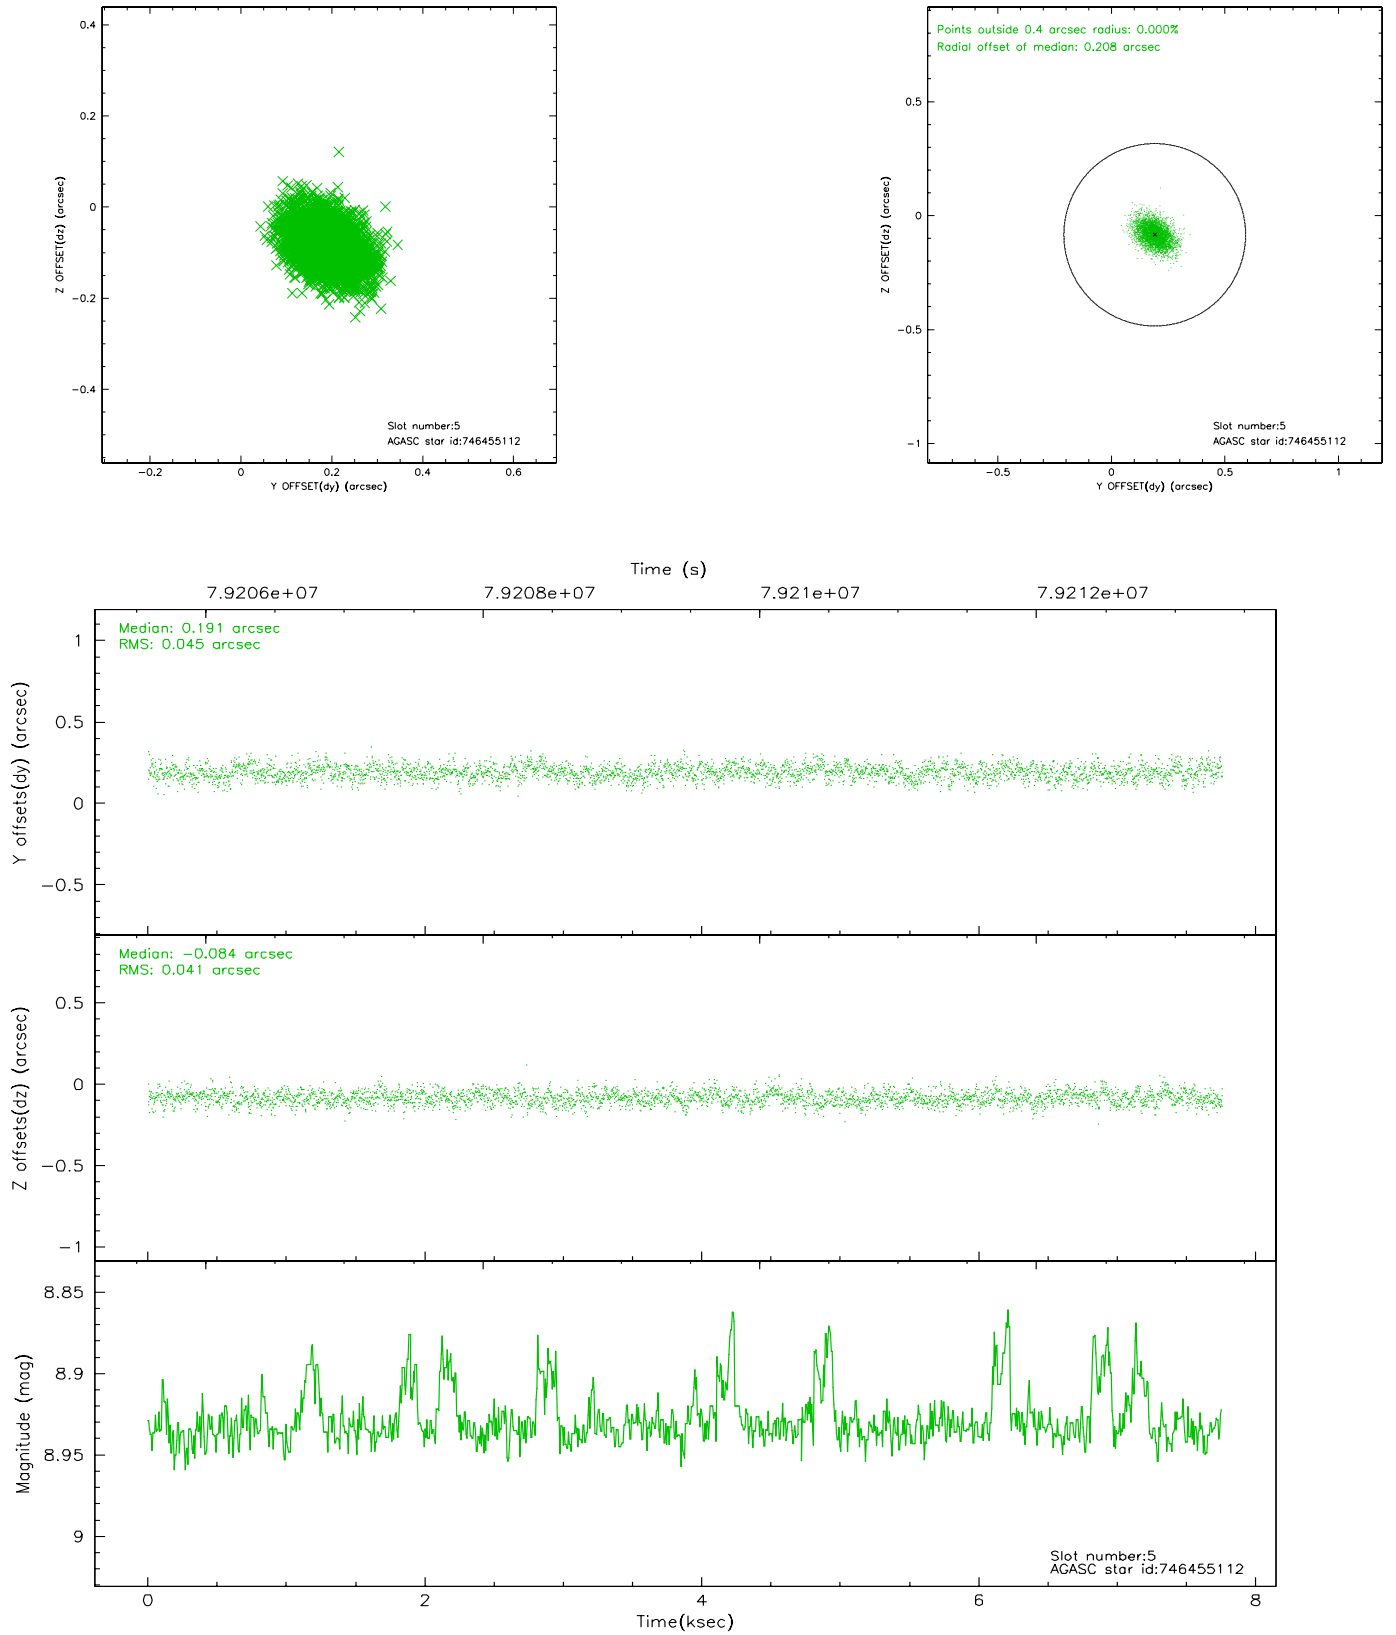 0.4
0.2
0
−0.2
−0.4
Z OFFSET(dz) (arcsec)
Slot number:5
AGASC star id:746455112
−0.2 0 0.2 0.4 0.6
Y OFFSET(dy) (arcsec)
Points outside 0.4 arcsec radius: 0.000%
Radial offset of median: 0.208 arcsec
0.5
0
−0.5
−1
Z OFFSET(dz) (arcsec)
Slot number:5
AGASC star id:746455112
−0.5 0 0.5 1
Y OFFSET(dy) (arcsec)
Time (s)
7.9206e+07 7.9208e+07 7.921e+07 7.9212e+07
Median: 0.191 arcsec
RMS: 0.045 arcsec
1
0.5
0
−0.5
Y offsets(dy) (arcsec)
Median: −0.084 arcsec
RMS: 0.041 arcsec
0.5
0
−0.5
−1
Z offsets(dz) (arcsec)
8.85
8.9
8.95
9
Magnitude (mag)
Slot number:5
AGASC star id:746455112
0 2 4 6 8
Time(ksec)